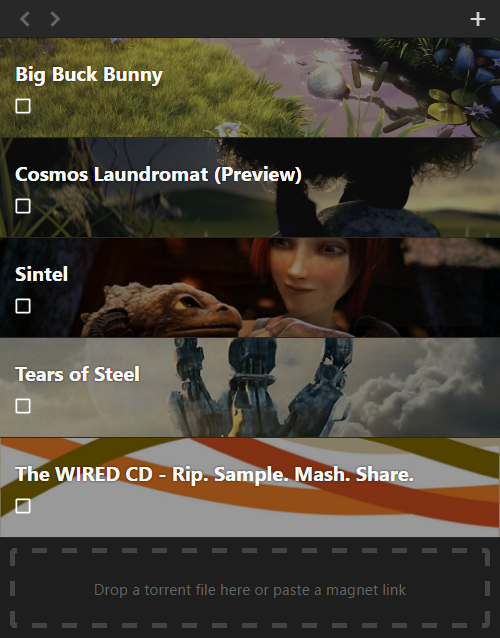 Big Buck Bunny
Cosmos Laundromat (Preview)
Sintel
Tears of Steel
The WIRED CD - Rip. Sample. Mash. Share.
Drop a torrent file here or paste a magnet link